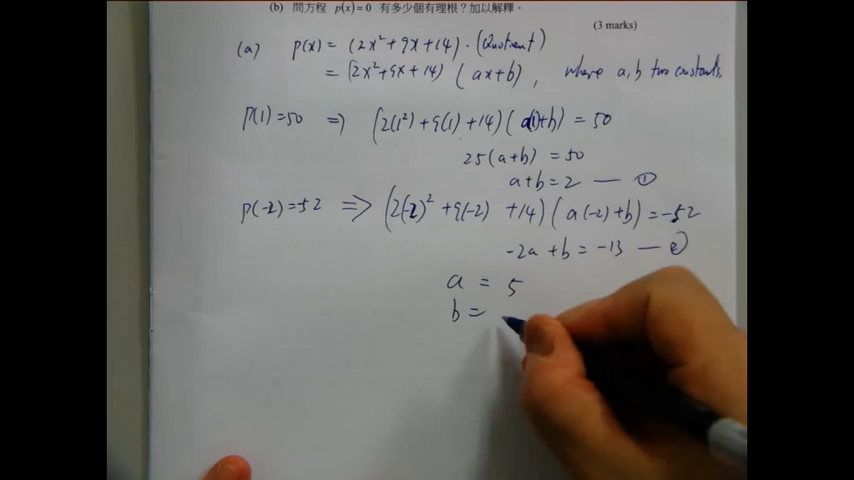 (b) 問方程 p(x) = 0 有多少個有理根？加以解釋。
(3 marks)
(a) p(x) = (2x² + 9x + 14) · (Quotient)
= (2x² + 9x + 14) (ax + b) , where a, b two constants.
p(1) = 50 ⇒ (2(1²) + 9(1) + 14) (a(1) + b) = 50
25(a + b) = 50
a + b = 2 — ①
p(-2) = -52 ⇒ (2(-2)² + 9(-2) + 14) (a(-2) + b) = -52
-2a + b = -13 — ②
a = 5
b =